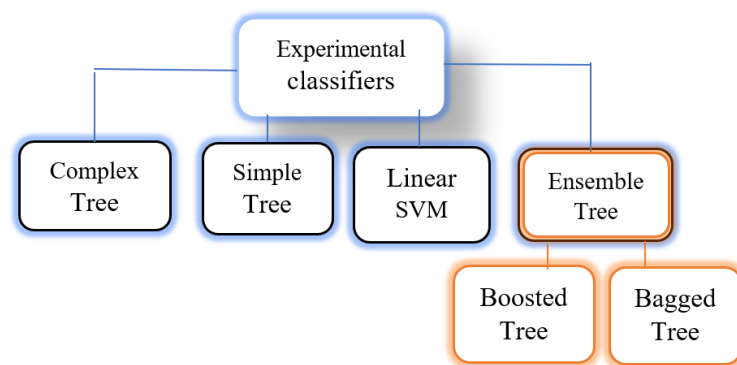 Experimental
classifiers
Complex
Tree
Simple
Tree
Linear
SVM
Ensemble
Tree
Boosted
Tree
Bagged
Tree